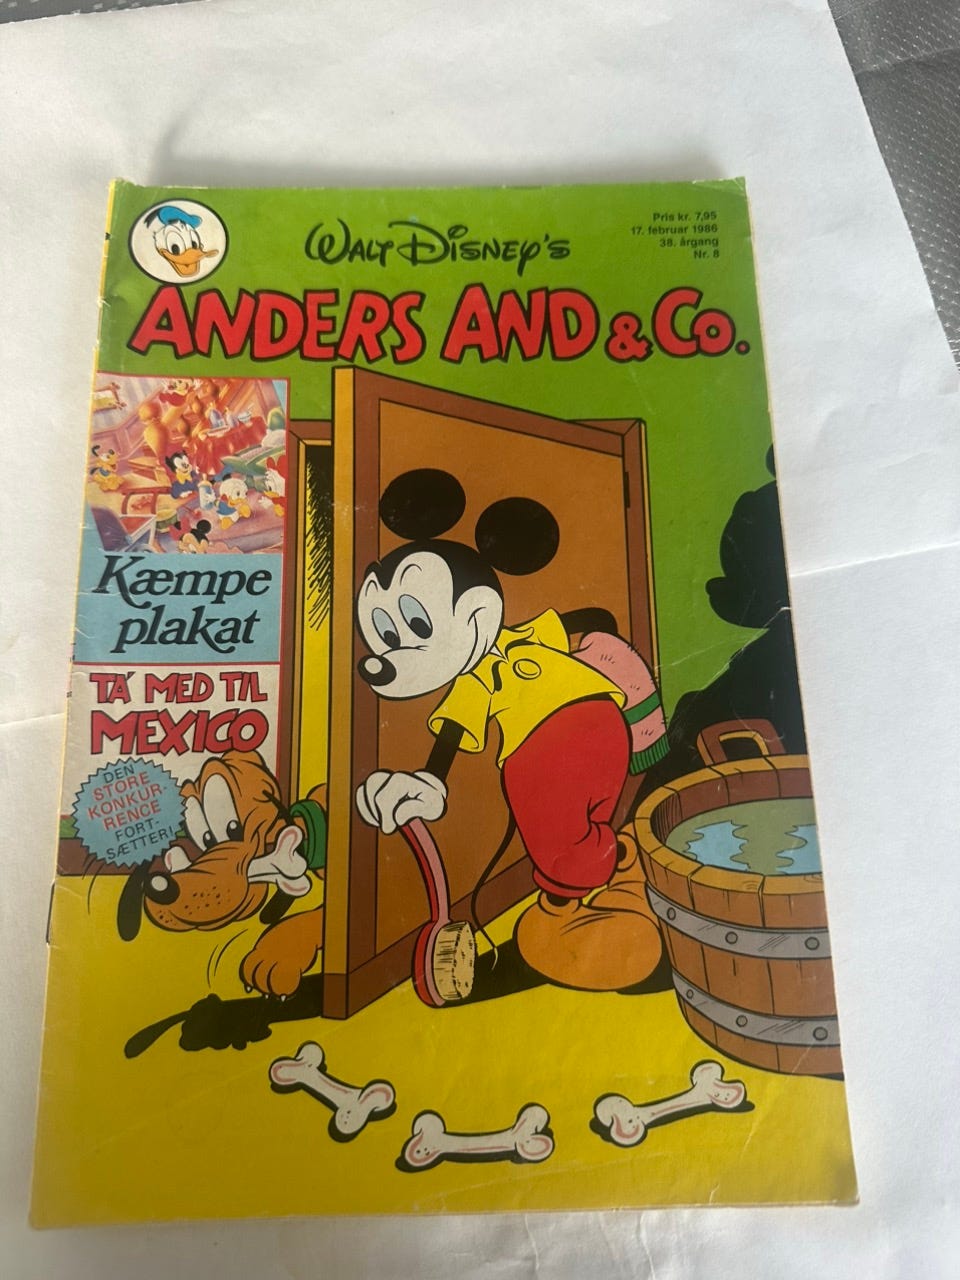 WALT DISNEY'S
Pris kr. 7,95
17. februar 1986
38. årgang
Nr. 8
ANDERS AND & Co.
Kæmpe
plakat
TA' MED TIL
MEXICO
DEN
STORE
KONKUR-
RENCE
FORT-
SÆTTER!